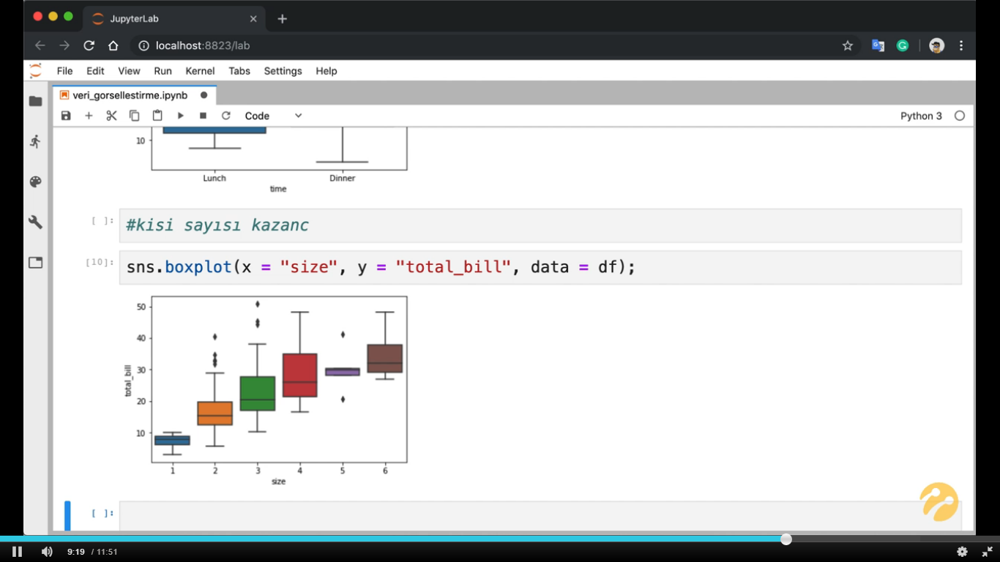 JupyterLab
localhost:8823/lab
File Edit View Run Kernel Tabs Settings Help
veri_gorsellestirme.ipynb
Code
Python 3
10
Lunch Dinner
time
[ ]: #kisi sayısı kazanc
[10]: sns.boxplot(x = "size", y = "total_bill", data = df);
50
40
30
20
10
total_bill
1 2 3 4 5 6
size
[ ]:
9:19 / 11:51